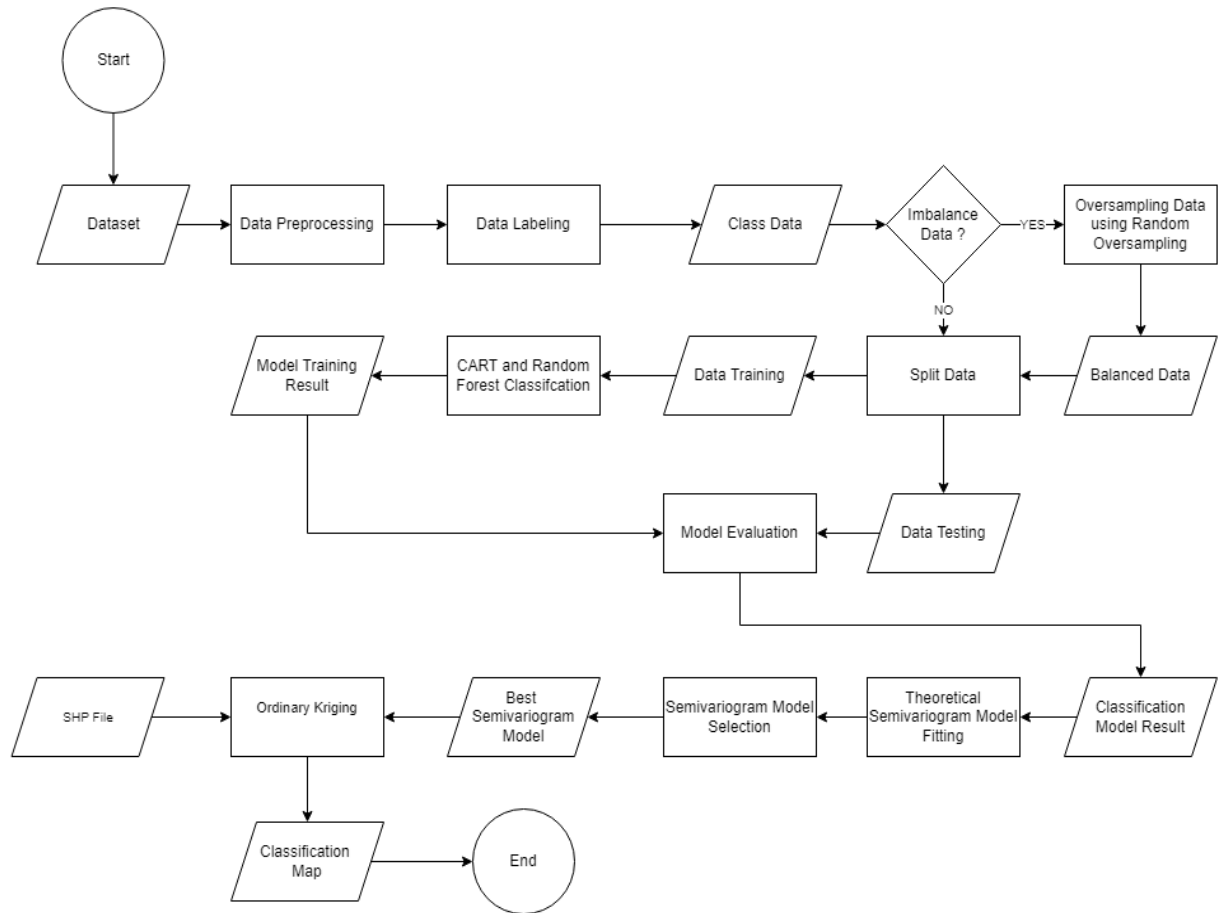 Start
Dataset
Data Preprocessing
Data Labeling
Class Data
Imbalance
Data ?
YES
Oversampling Data
using Random
Oversampling
NO
Model Training
Result
CART and Random
Forest Classifcation
Data Training
Split Data
Balanced Data
Model Evaluation
Data Testing
SHP File
Ordinary Kriging
Best
Semivariogram
Model
Semivariogram Model
Selection
Theoretical
Semivariogram Model
Fitting
Classification
Model Result
Classification
Map
End